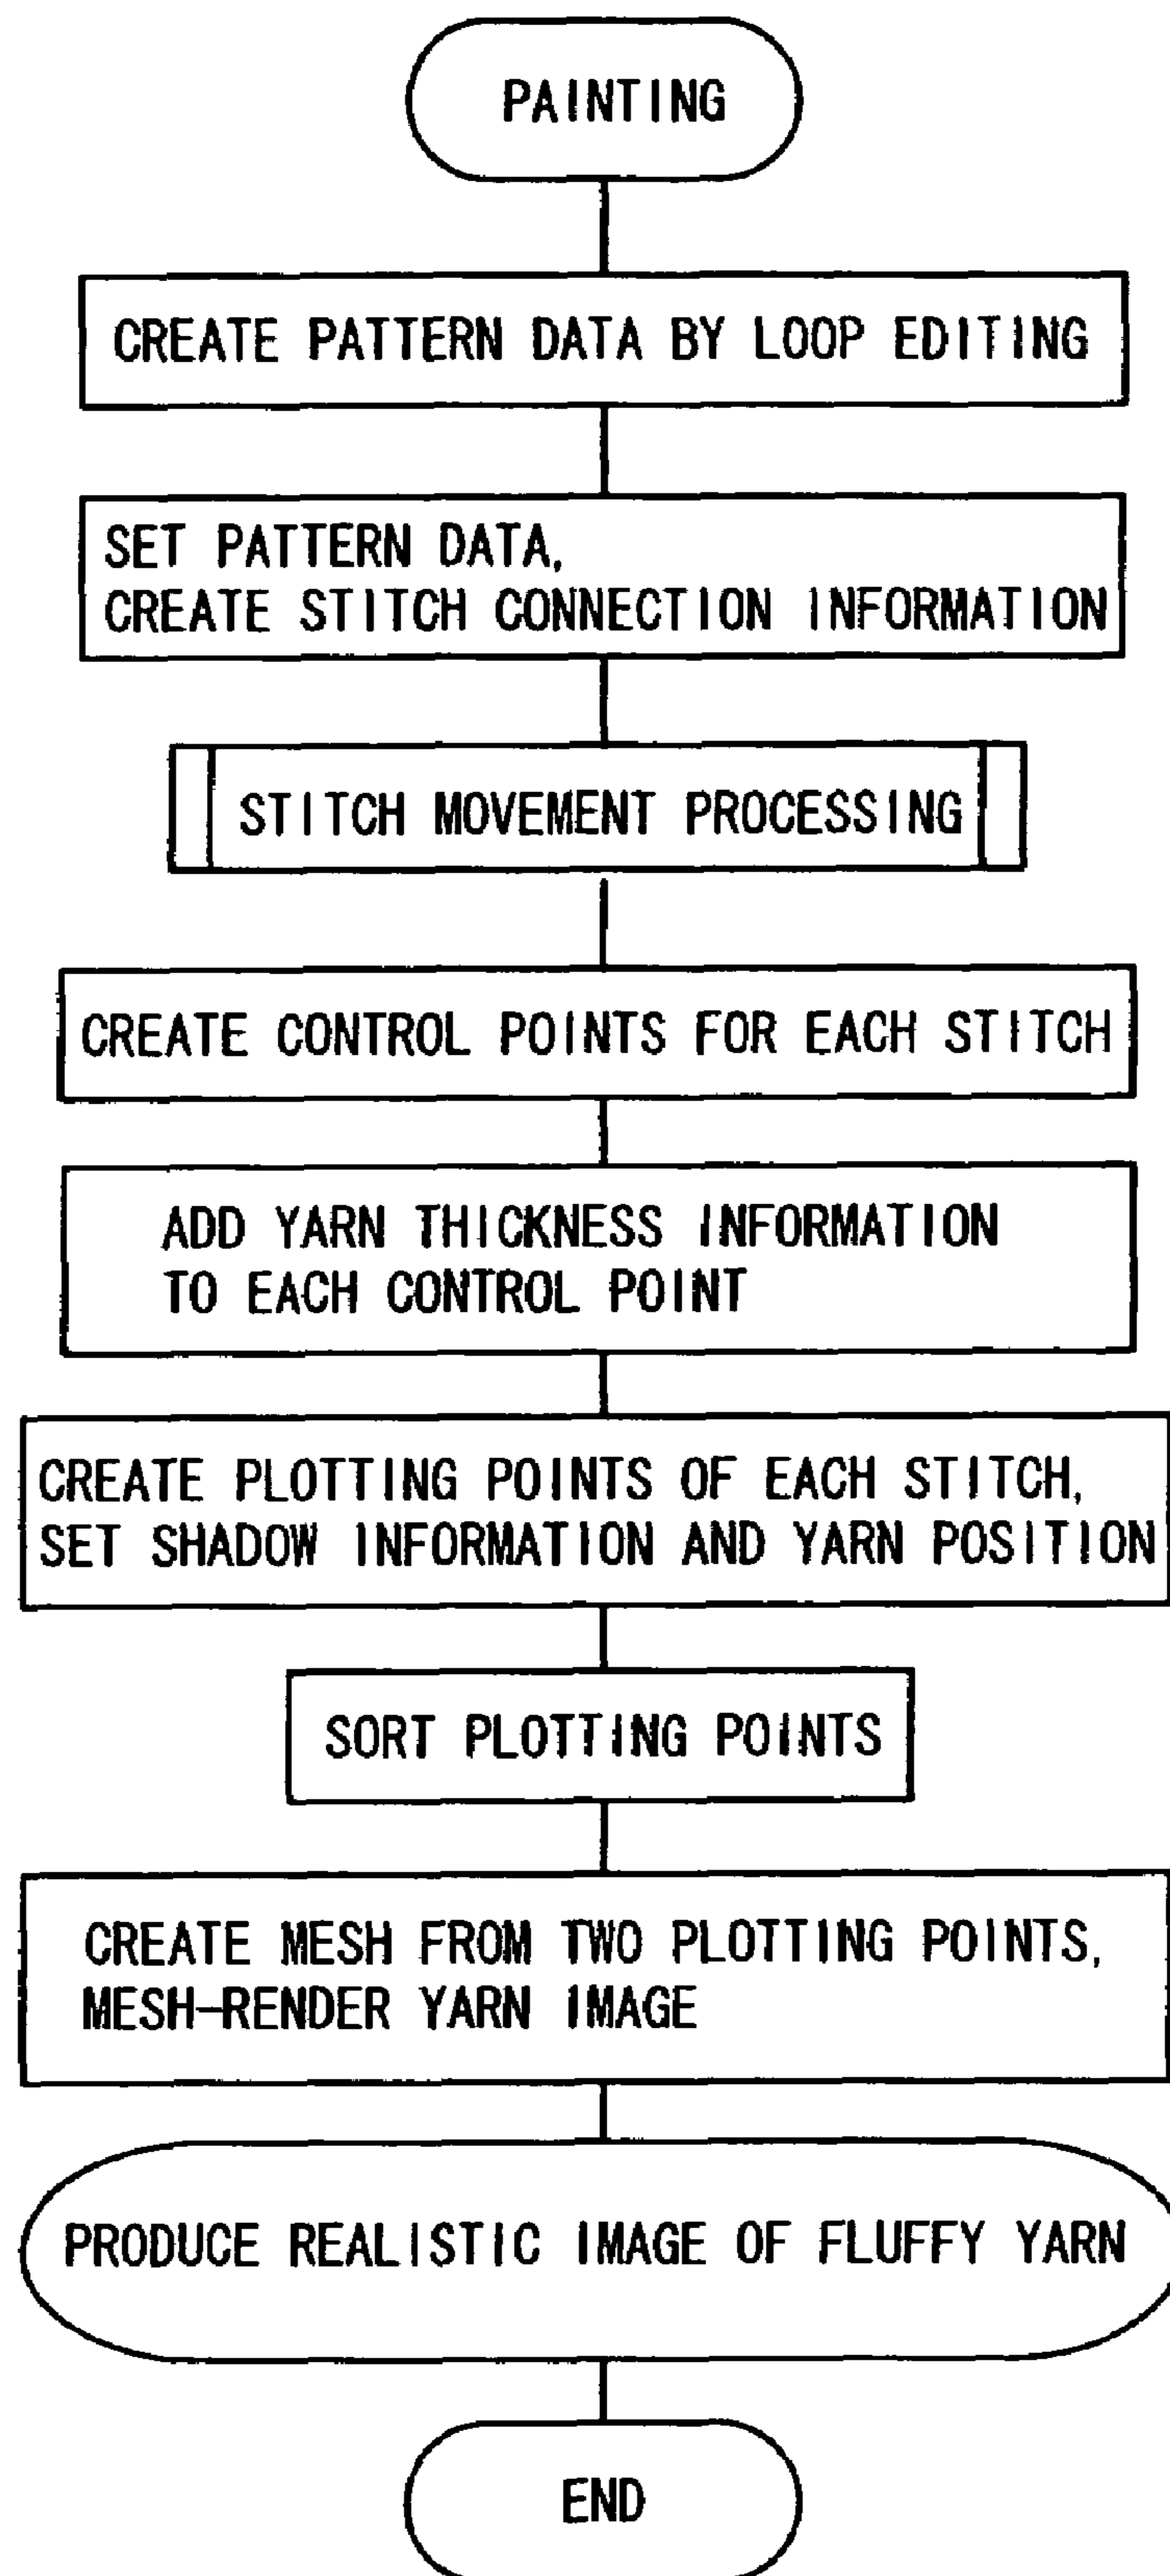 PAINTING
CREATE PATTERN DATA BY LOOP EDITING
SET PATTERN DATA,
CREATE STITCH CONNECTION INFORMATION
STITCH MOVEMENT PROCESSING
CREATE CONTROL POINTS FOR EACH STITCH
ADD YARN THICKNESS INFORMATION
TO EACH CONTROL POINT
CREATE PLOTTING POINTS OF EACH STITCH,
SET SHADOW INFORMATION AND YARN POSITION
SORT PLOTTING POINTS
CREATE MESH FROM TWO PLOTTING POINTS,
MESH-RENDER YARN IMAGE
PRODUCE REALISTIC IMAGE OF FLUFFY YARN
END